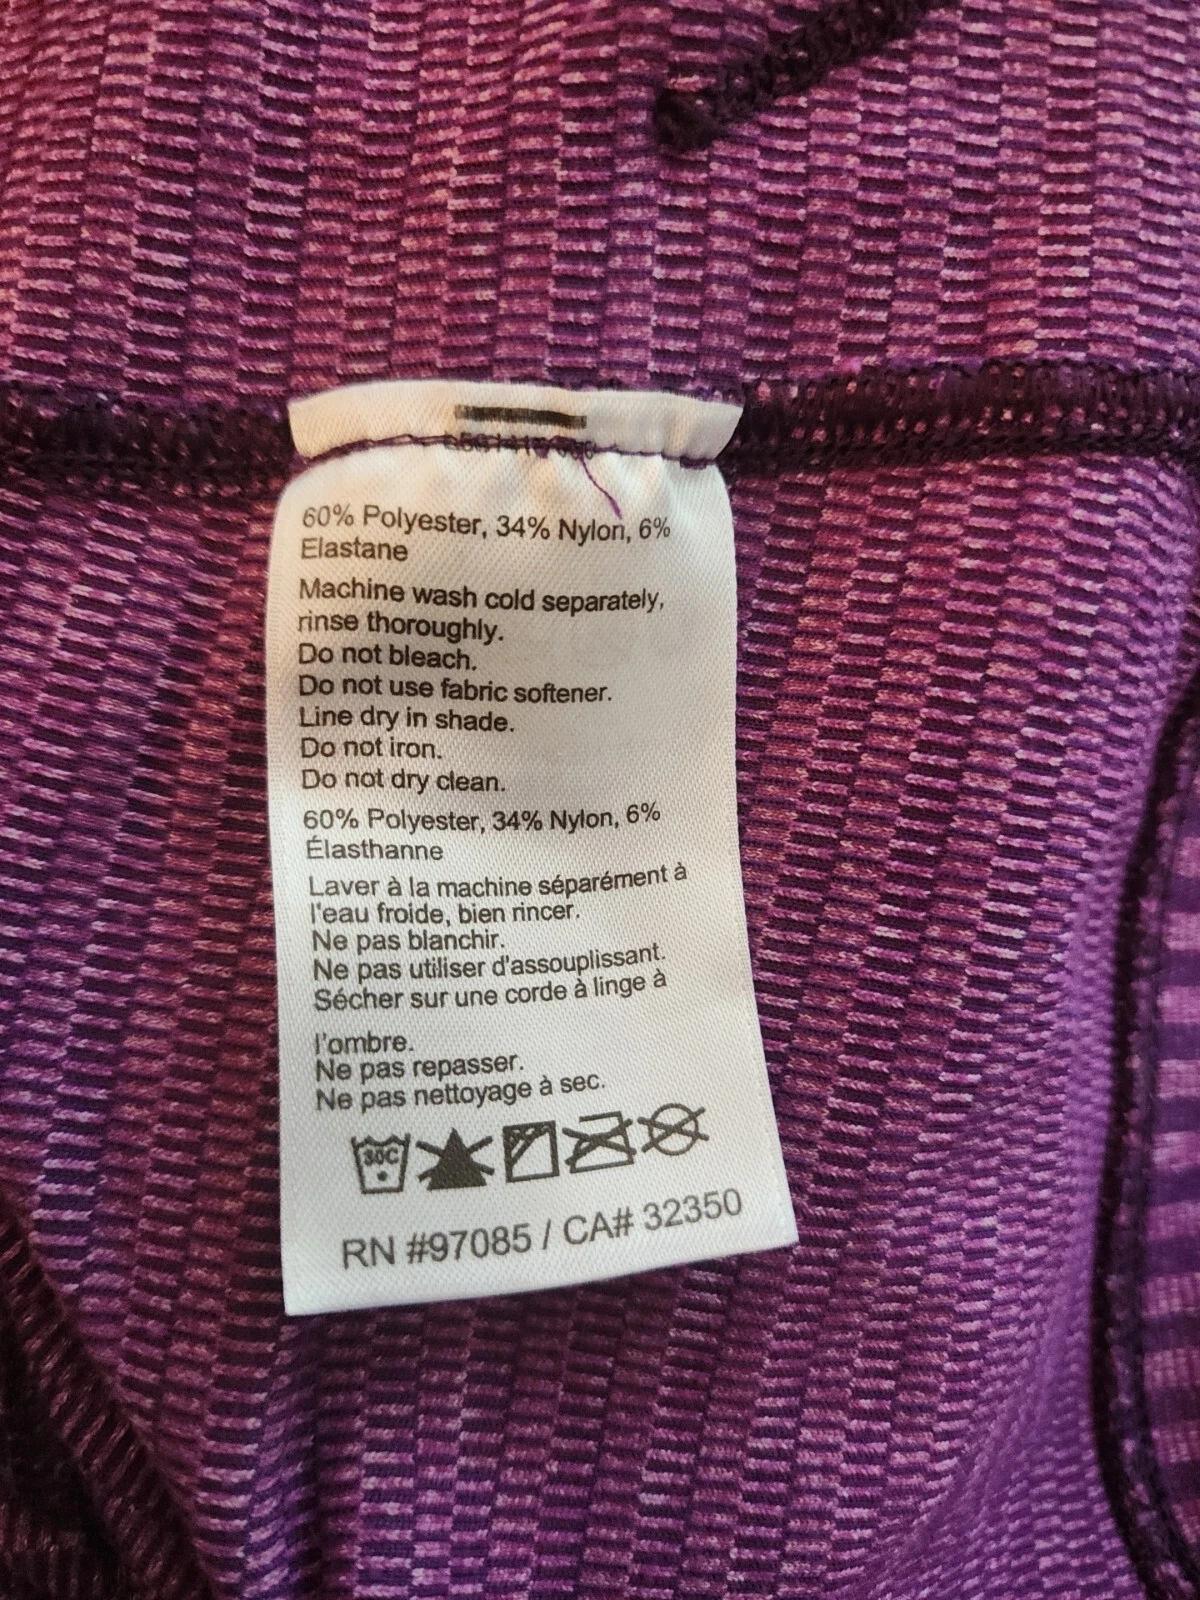 60% Polyester, 34% Nylon, 6%
Elastane
Machine wash cold separately,
rinse thoroughly.
Do not bleach.
Do not use fabric softener.
Line dry in shade.
Do not iron.
Do not dry clean.
60% Polyester, 34% Nylon, 6%
Élasthanne
Laver à la machine séparément à
l'eau froide, bien rincer.
Ne pas blanchir.
Ne pas utiliser d'assouplissant.
Sécher sur une corde à linge à
l'ombre.
Ne pas repasser.
Ne pas nettoyage à sec.
30C
RN #97085 / CA# 32350